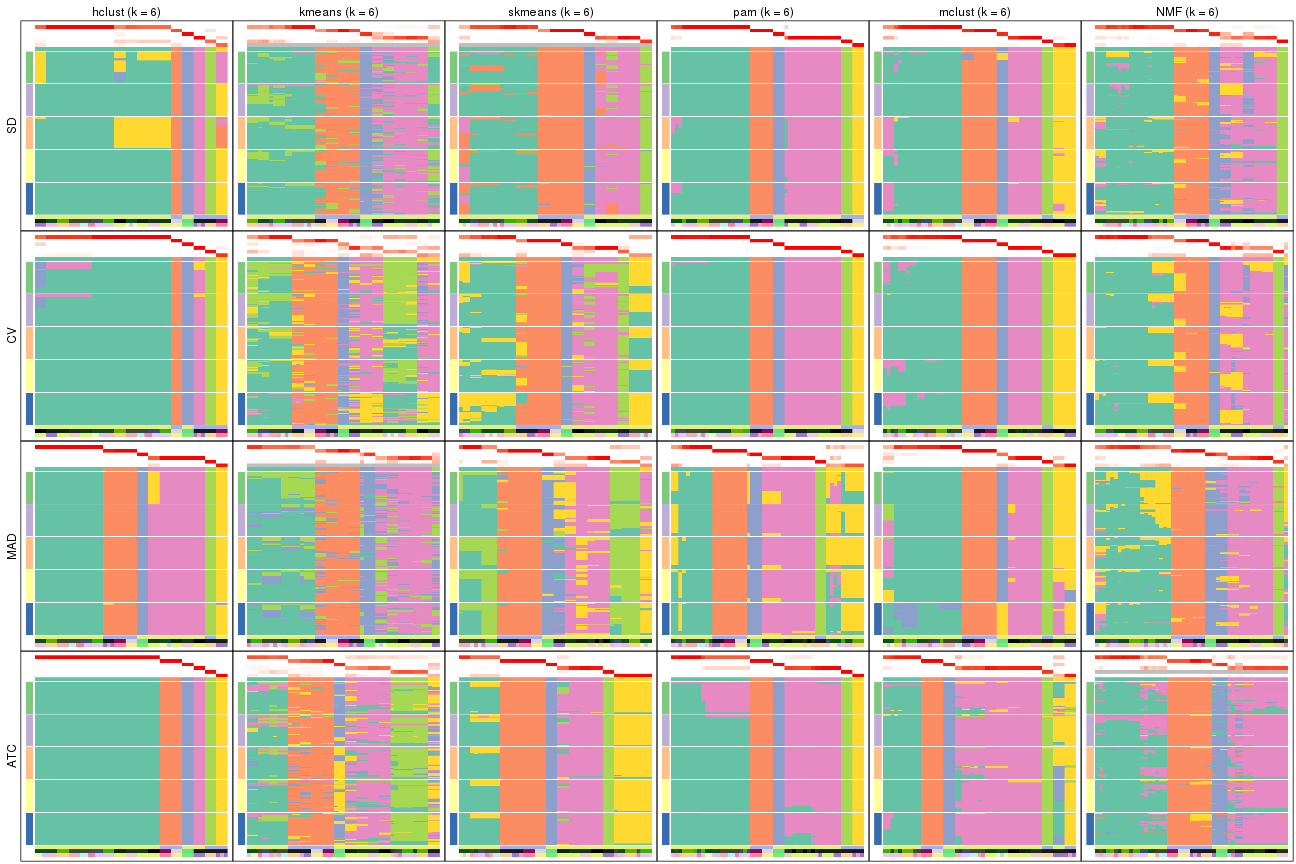 hclust (k = 6)
kmeans (k = 6)
skmeans (k = 6)
pam (k = 6)
mclust (k = 6)
NMF (k = 6)
SD
CV
MAD
ATC